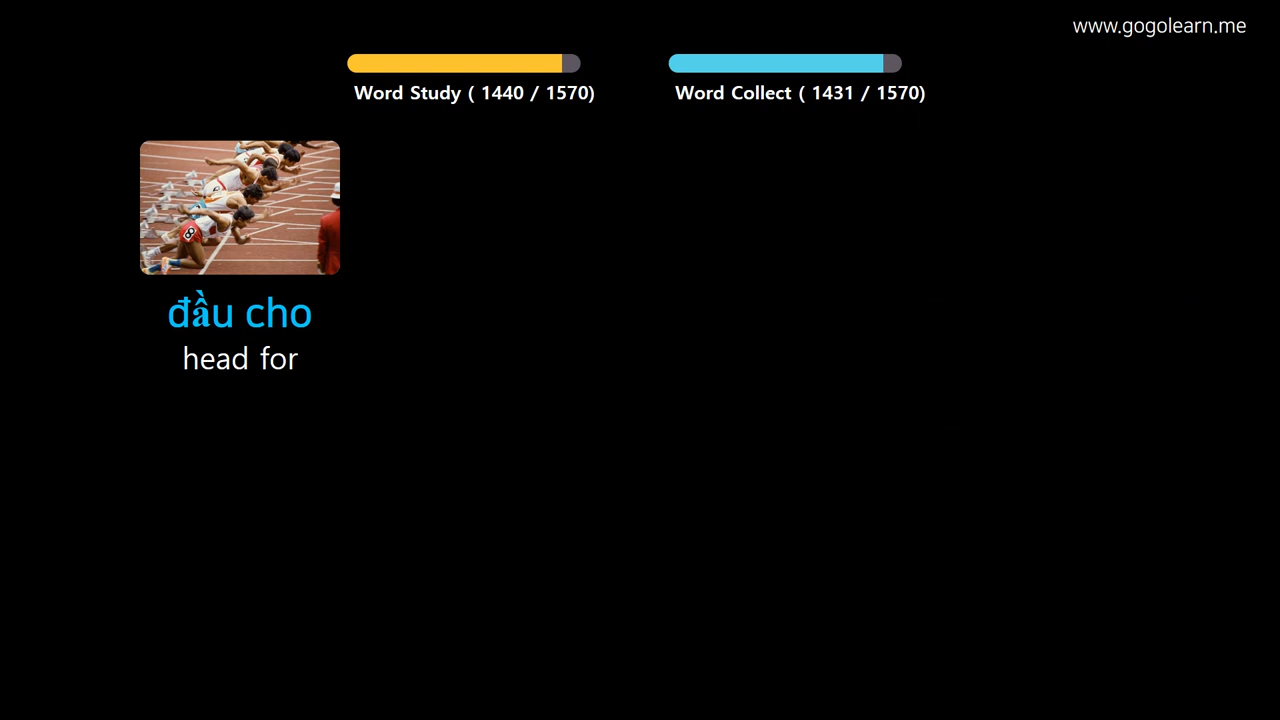 www.gogolearn.me
Word Study ( 1440 / 1570)
Word Collect ( 1431 / 1570)
đầu cho
head for